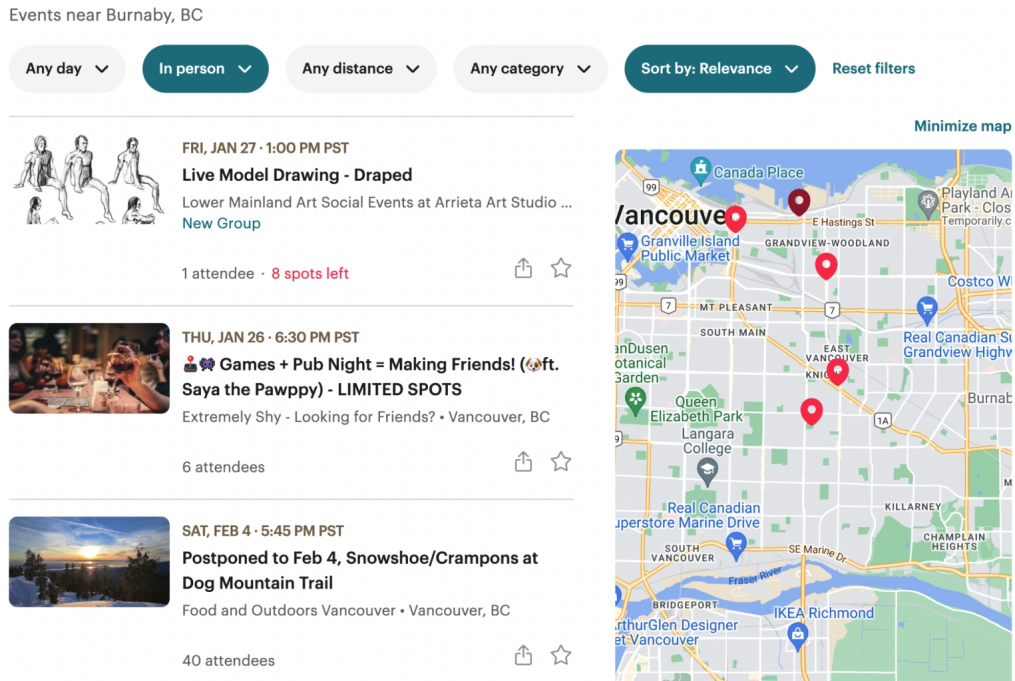 Events near Burnaby, BC
Any day
In person
Any distance
Any category
Sort by: Relevance
Reset filters
Minimize map
FRI, JAN 27 · 1:00 PM PST
Live Model Drawing - Draped
Lower Mainland Art Social Events at Arrieta Art Studio ...
New Group
1 attendee · 8 spots left
THU, JAN 26 · 6:30 PM PST
🕹️👾 Games + Pub Night = Making Friends! (🐶ft.
Saya the Pawppy) - LIMITED SPOTS
Extremely Shy - Looking for Friends? • Vancouver, BC
6 attendees
SAT, FEB 4 · 5:45 PM PST
Postponed to Feb 4, Snowshoe/Crampons at
Dog Mountain Trail
Food and Outdoors Vancouver • Vancouver, BC
40 attendees
99
Canada Place
Playland A
Park - Clos
Temporarily c
Vancouve
E Hastings St
Granville Island
Public Market
GRANDVIEW-WOODLAND
99
Costco W
7
MT PLEASANT
7
SOUTH MAIN
Real Canadian Su
Grandview Highw
anDusen
otanical
Garden
EAST
VANCOUVER
KNIG
Queen
Elizabeth Park
Burnab
1A
Langara
College
9
M
Real Canadian
uperstore Marine Drive
KILLARNEY
CHAMPLAIN
HEIGHTS
SOUTH
VANCOUVER
SE Marine Dr
Fraser River
BRIDGEPORT
IKEA Richmond
rthurGlen Designer
et Vancouver